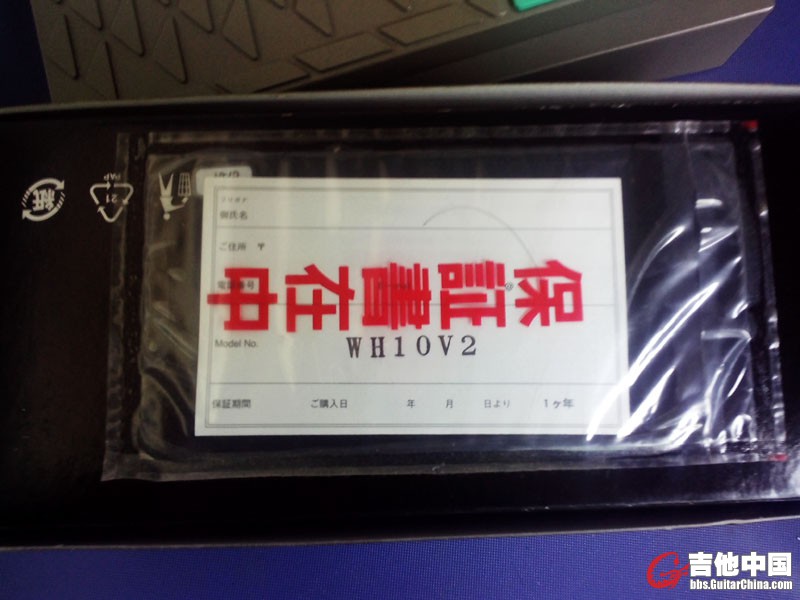 紙
21
PAP
フリガナ
御氏名
ご住所 〒
電話番号
保証書在中
Model No. WH10V2
保証期間 ご購入日 年 月 日より 1ヶ年
吉他中国
bbs.GuitarChina.com